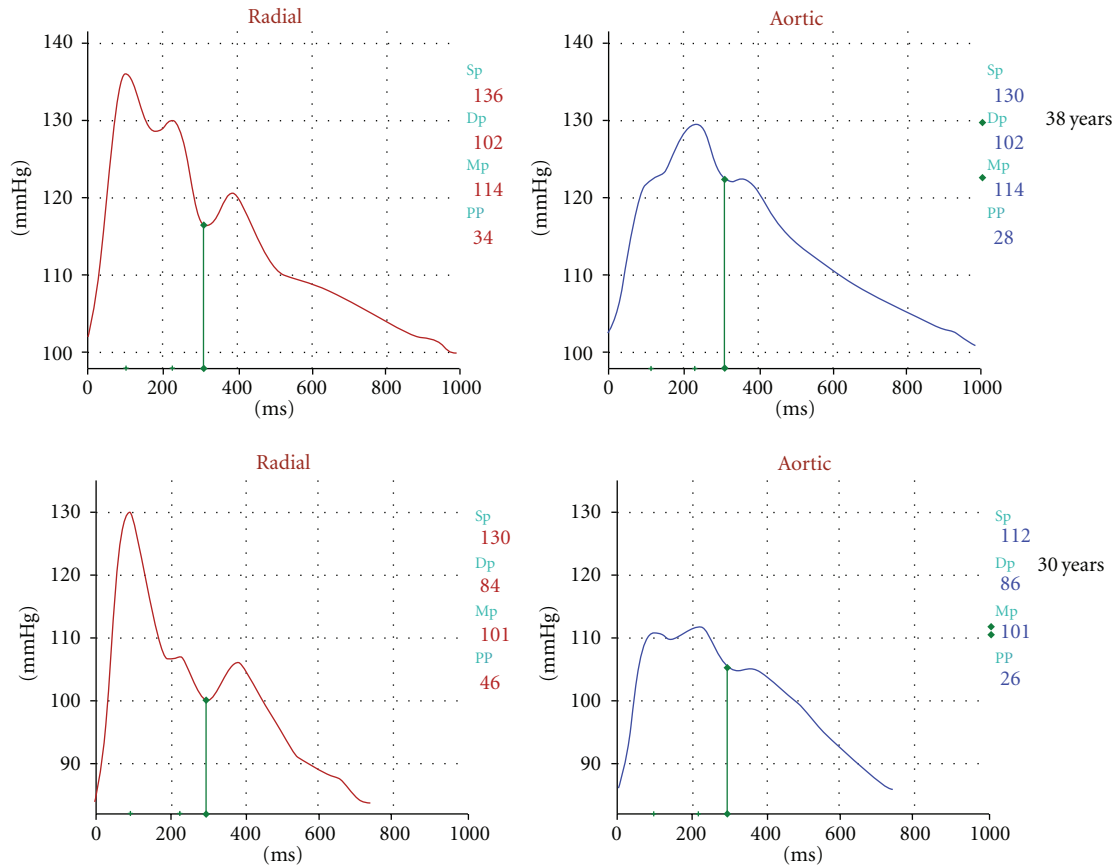 Radial
140
130
120
110
100
(mmHg)
0 200 400 600 800 1000
(ms)
Sp
136
Dp
102
Mp
114
PP
34
Aortic
140
130
120
110
100
(mmHg)
0 200 400 600 800 1000
(ms)
Sp
130
Dp
102
Mp
114
PP
28
38 years
Radial
130
120
110
100
90
(mmHg)
0 200 400 600 800 1000
(ms)
Sp
130
Dp
84
Mp
101
PP
46
Aortic
130
120
110
100
90
(mmHg)
0 200 400 600 800 1000
(ms)
Sp
112
Dp
86
Mp
101
PP
26
30 years